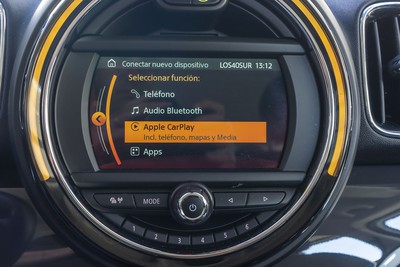 Conectar nuevo dispositivo LOS40SUR 13:12
Seleccionar función:
Teléfono
Audio Bluetooth
Apple CarPlay
Incl. teléfono, mapas y Media
Apps
MODE
1 2 3 4 5 6